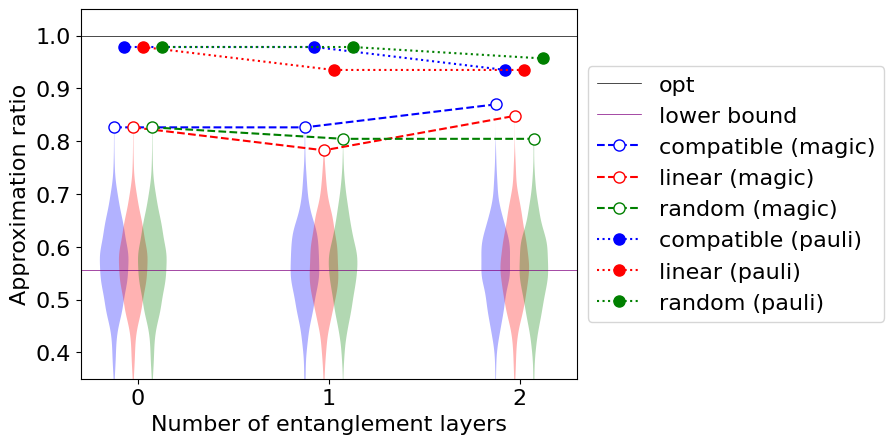 1.0
0.9
0.8
0.7
0.6
0.5
0.4
Approximation ratio
0 1 2
Number of entanglement layers
opt
lower bound
compatible (magic)
linear (magic)
random (magic)
compatible (pauli)
linear (pauli)
random (pauli)